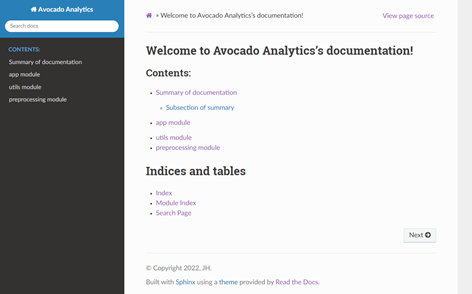 Avocado Analytics
Search docs
CONTENTS:
Summary of documentation
app module
utils module
preprocessing module
» Welcome to Avocado Analytics's documentation!
View page source
Welcome to Avocado Analytics's documentation!
Contents:
• Summary of documentation
◦ Subsection of summary
• app module
• utils module
• preprocessing module
Indices and tables
• Index
• Module Index
• Search Page
Next
© Copyright 2022, JH.
Built with Sphinx using a theme provided by Read the Docs.